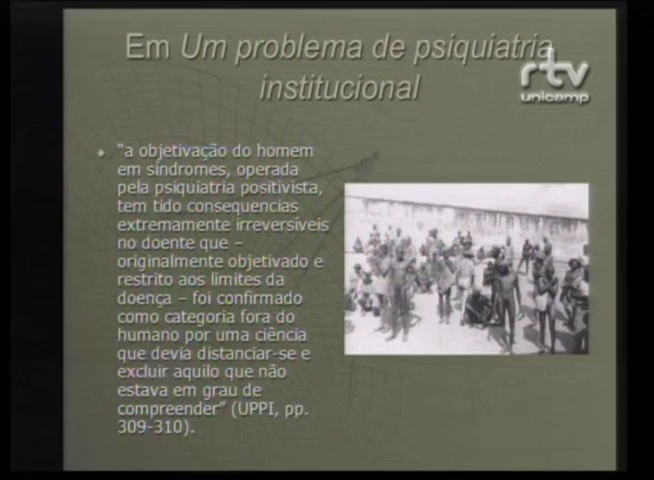 Em Um problema de psiquiatria
institucional
rtv
unicamp
"a objetivação do homem
em síndromes, operada
pela psiquiatria positivista,
tem tido consequencias
extremamente irreversíveis
no doente que –
originalmente objetivado e
restrito aos limites da
doença – foi confirmado
como categoria fora do
humano por uma ciência
que devia distanciar-se e
excluir aquilo que não
estava em grau de
compreender" (UPPI, pp.
309-310).